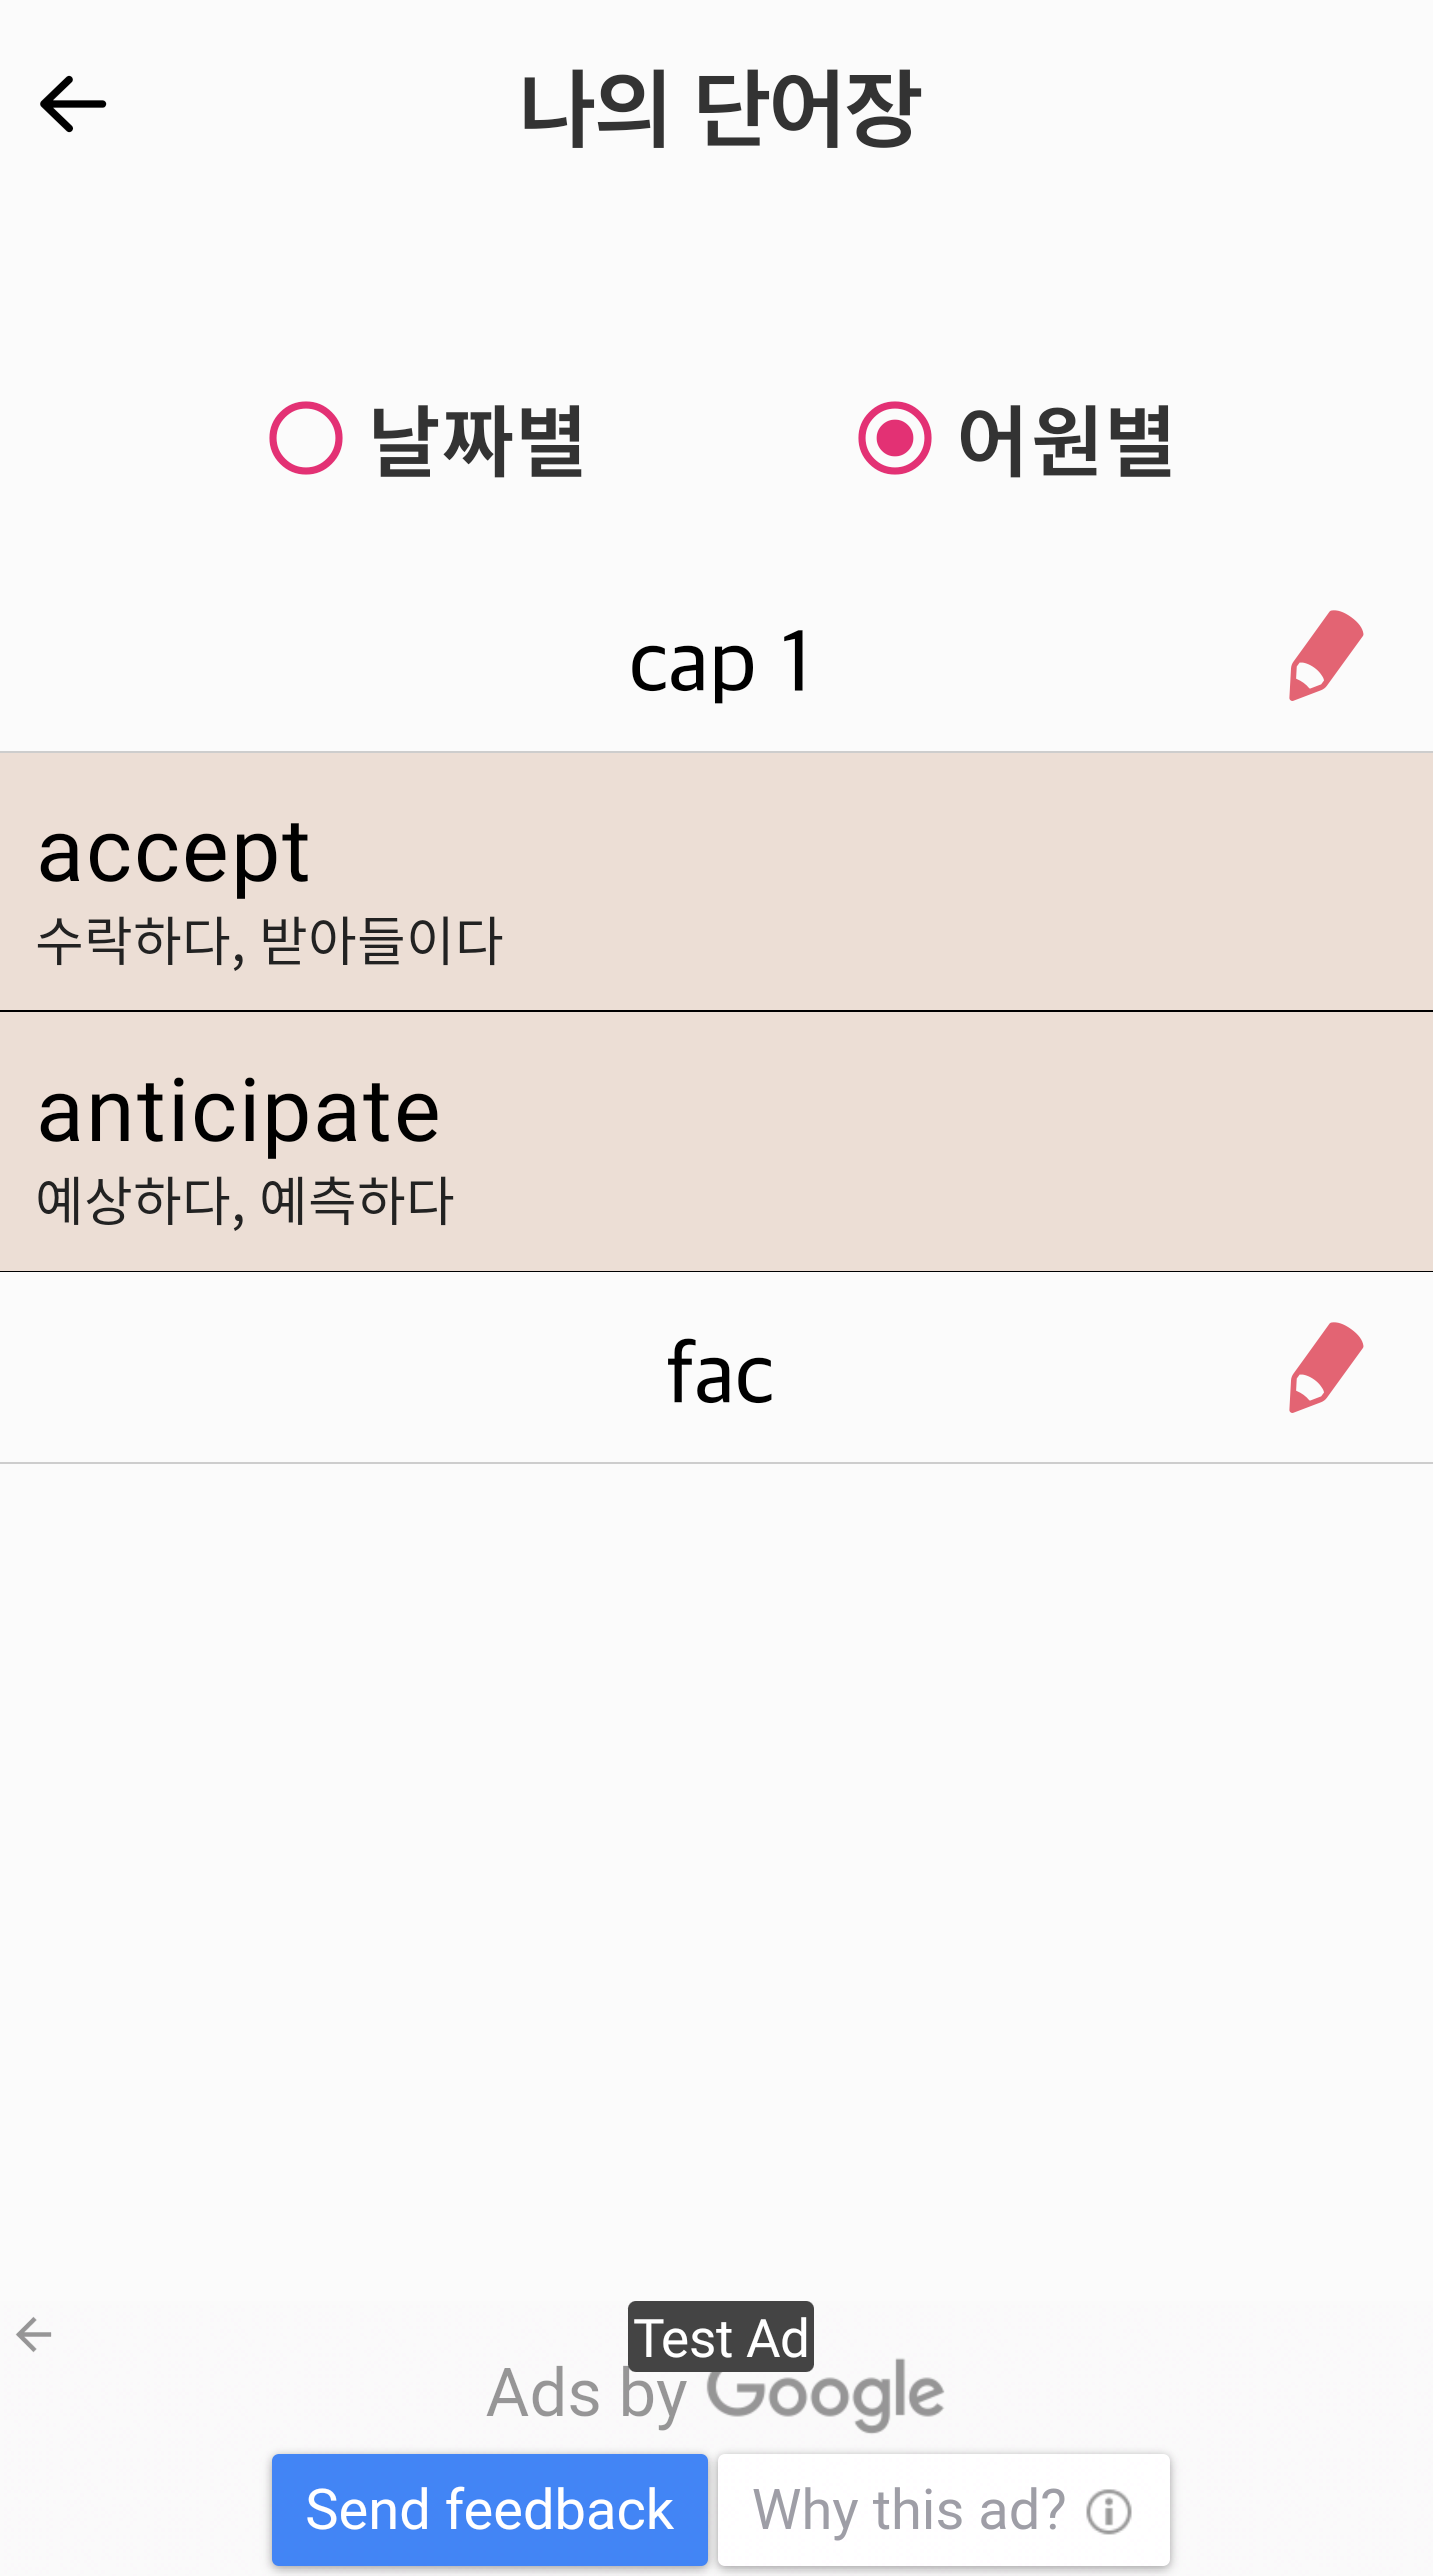 나의 단어장
날짜별 어원별
cap 1
accept
수락하다, 받아들이다
anticipate
예상하다, 예측하다
fac
Test Ad
Ads by Google
Send feedback Why this ad?